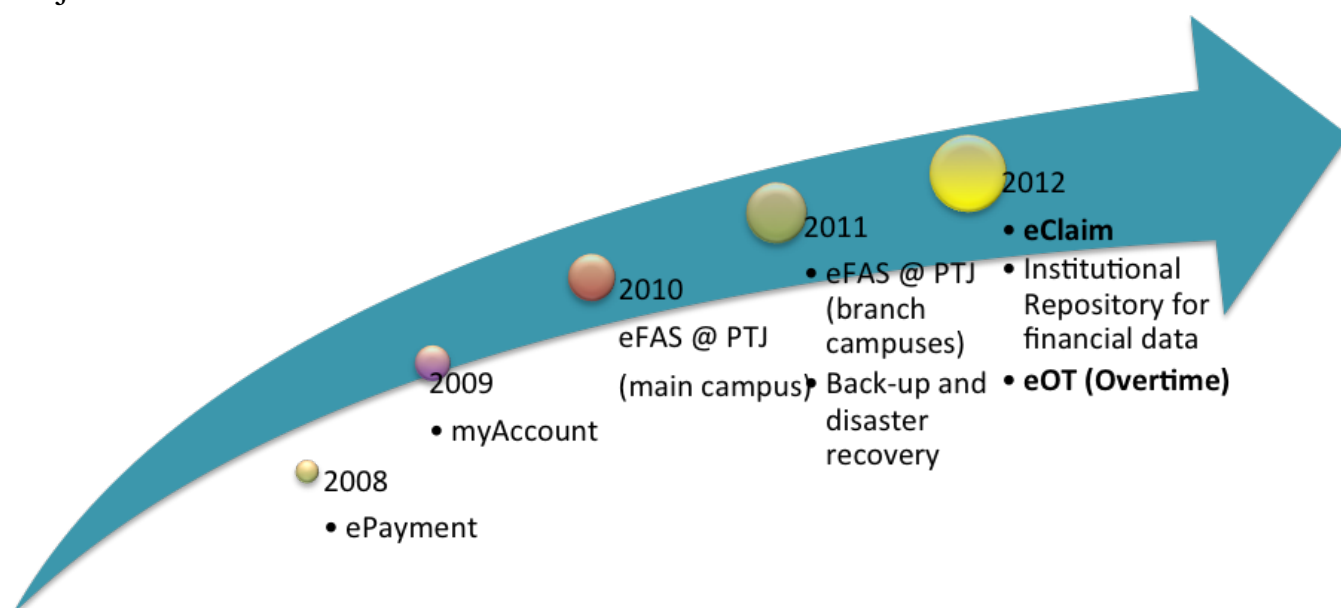 2008
• ePayment
2009
• myAccount
2010
eFAS @ PTJ
(main campus)
2011
• eFAS @ PTJ
(branch
campuses)
• Back-up and
disaster
recovery
2012
• eClaim
• Institutional
Repository for
financial data
• eOT (Overtime)